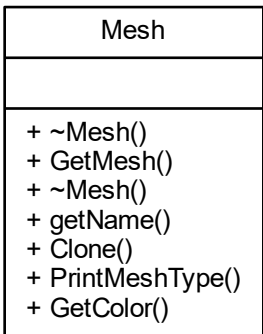 Mesh
+ ~Mesh()
+ GetMesh()
+ ~Mesh()
+ getName()
+ Clone()
+ PrintMeshType()
+ GetColor()